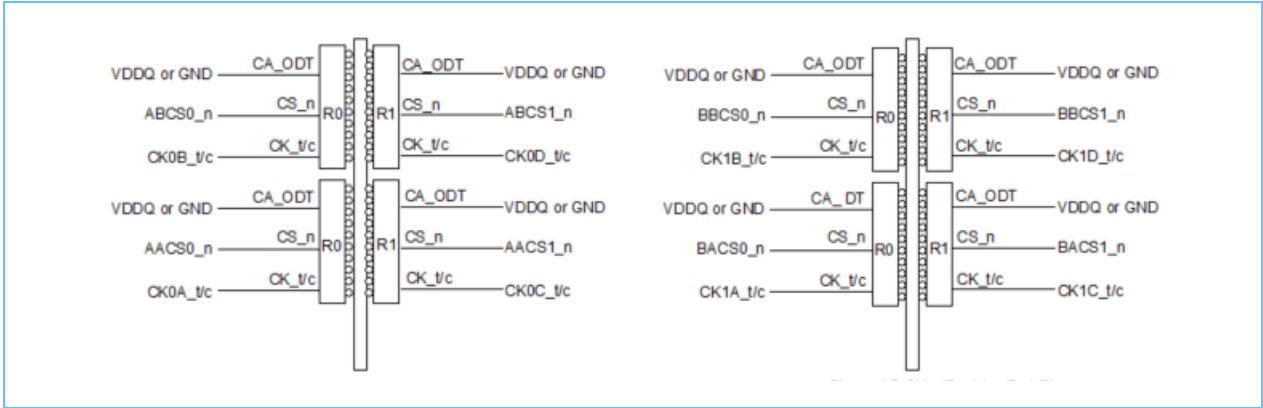 VDDQ or GND CA_ODT CA_ODT VDDQ or GND
ABCS0_n CS_n R0 R1 CS_n ABCS1_n
CK0B_t/c CK_t/c CK_t/c CK0D_t/c
VDDQ or GND CA_ODT CA_ODT VDDQ or GND
AACS0_n CS_n R0 R1 CS_n AACS1_n
CK0A_t/c CK_t/c CK_t/c CK0C_t/c
VDDQ or GND CA_ODT CA_ODT VDDQ or GND
BBCS0_n CS_n R0 R1 CS_n BBCS1_n
CK1B_t/c CK_t/c CK_t/c CK1D_t/c
VDDQ or GND CA_ DT CA_ODT VDDQ or GND
BACS0_n CS_n R0 R1 CS_n BACS1_n
CK1A_t/c CK_t/c CK_t/c CK1C_t/c